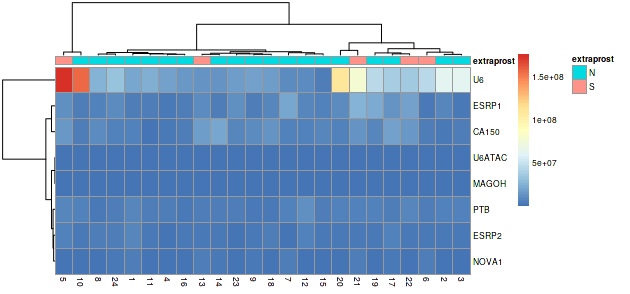 extraprost
U6
ESRP1
CA150
U6ATAC
MAGOH
PTB
ESRP2
NOVA1
5 10 8 24 1 11 4 16 13 14 23 9 18 7 12 15 20 21 19 17 22 6 2 3
1.5e+08
1e+08
5e+07
extraprost
N
S